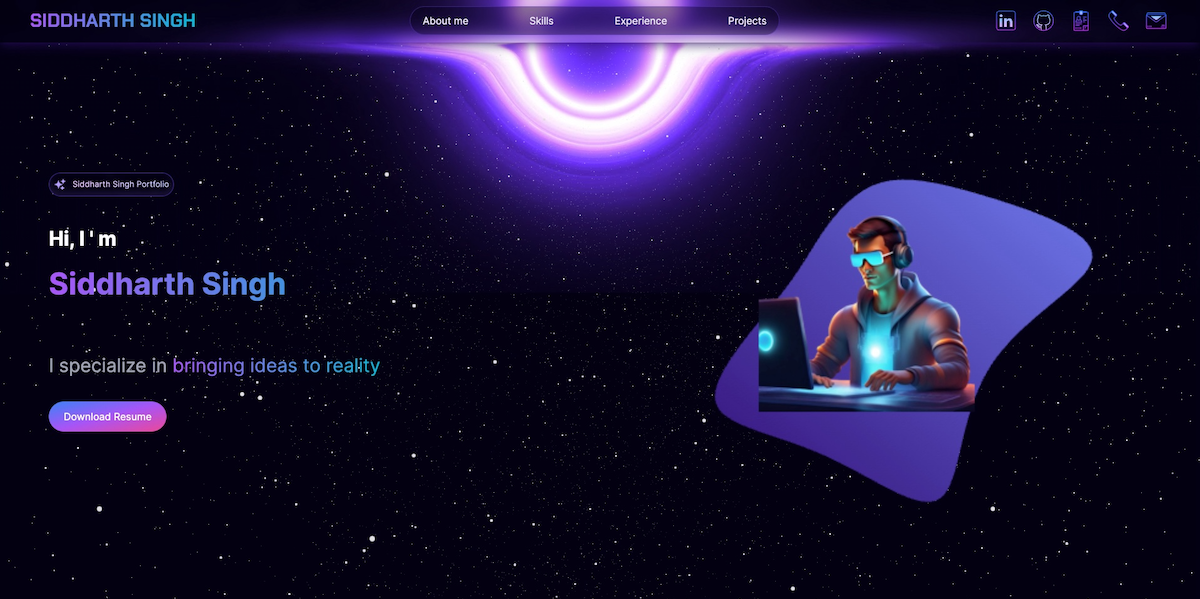 SIDDHARTH SINGH
About me
Skills
Experience
Projects
in
Siddharth Singh Portfolio
Hi, I ' m
Siddharth Singh
I specialize in bringing ideas to reality
Download Resume